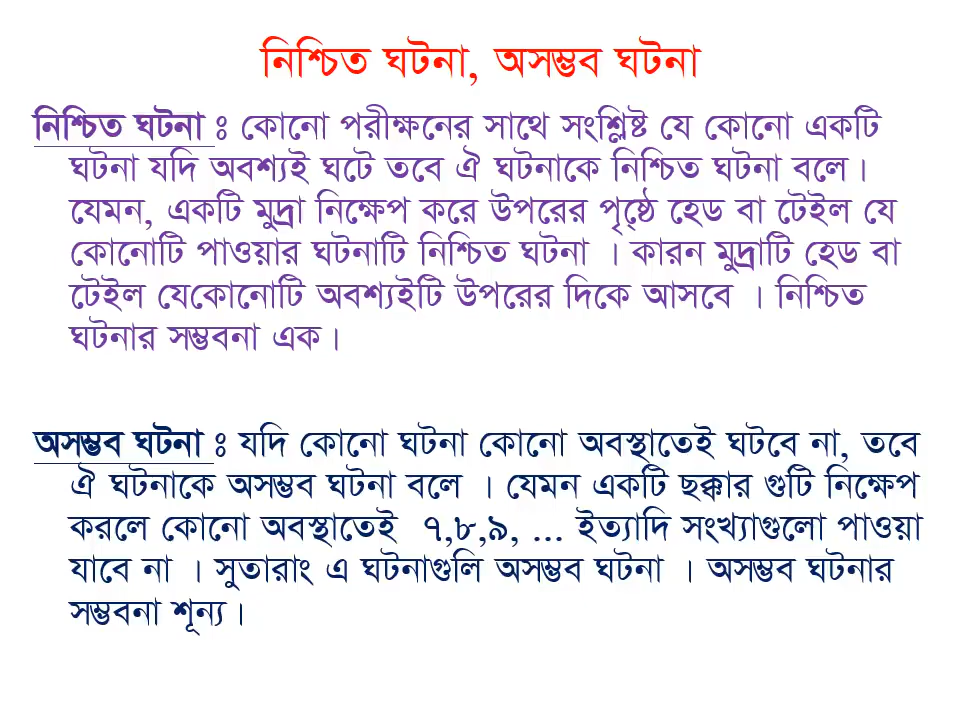 নিশ্চিত ঘটনা, অসম্ভব ঘটনা
নিশ্চিত ঘটনা : কোনো পরীক্ষনের সাথে সংশ্লিষ্ট যে কোনো একটি
ঘটনা যদি অবশ্যই ঘটে তবে ঐ ঘটনাকে নিশ্চিত ঘটনা বলে।
যেমন, একটি মুদ্রা নিক্ষেপ করে উপরের পৃষ্ঠে হেড বা টেইল যে
কোনোটি পাওয়ার ঘটনাটি নিশ্চিত ঘটনা । কারন মুদ্রাটি হেড বা
টেইল যেকোনোটি অবশ্যইটি উপরের দিকে আসবে । নিশ্চিত
ঘটনার সম্ভবনা এক।
অসম্ভব ঘটনা : যদি কোনো ঘটনা কোনো অবস্থাতেই ঘটবে না, তবে
ঐ ঘটনাকে অসম্ভব ঘটনা বলে । যেমন একটি ছক্কার গুটি নিক্ষেপ
করলে কোনো অবস্থাতেই ৭,৮,৯, ... ইত্যাদি সংখ্যাগুলো পাওয়া
যাবে না । সুতারাং এ ঘটনাগুলি অসম্ভব ঘটনা । অসম্ভব ঘটনার
সম্ভবনা শূন্য।